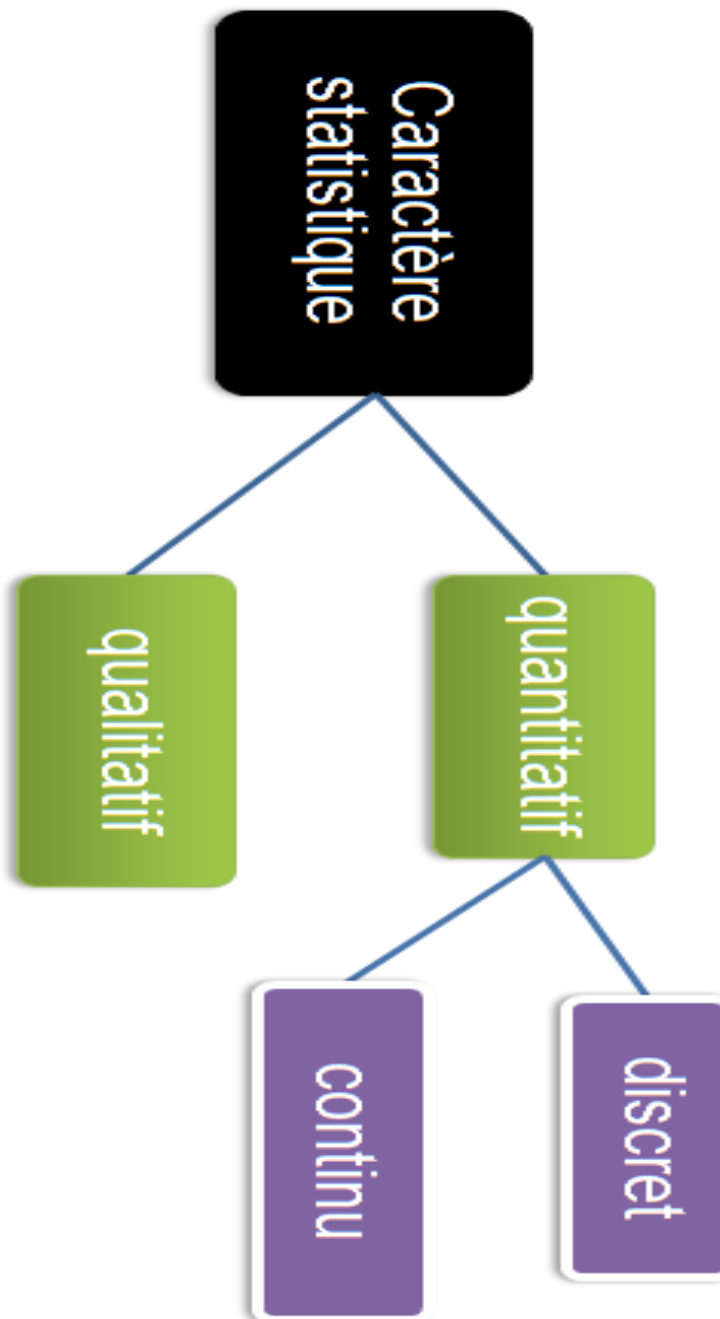 Caractère
statistique
quantitatif
discret
continu
qualitatif